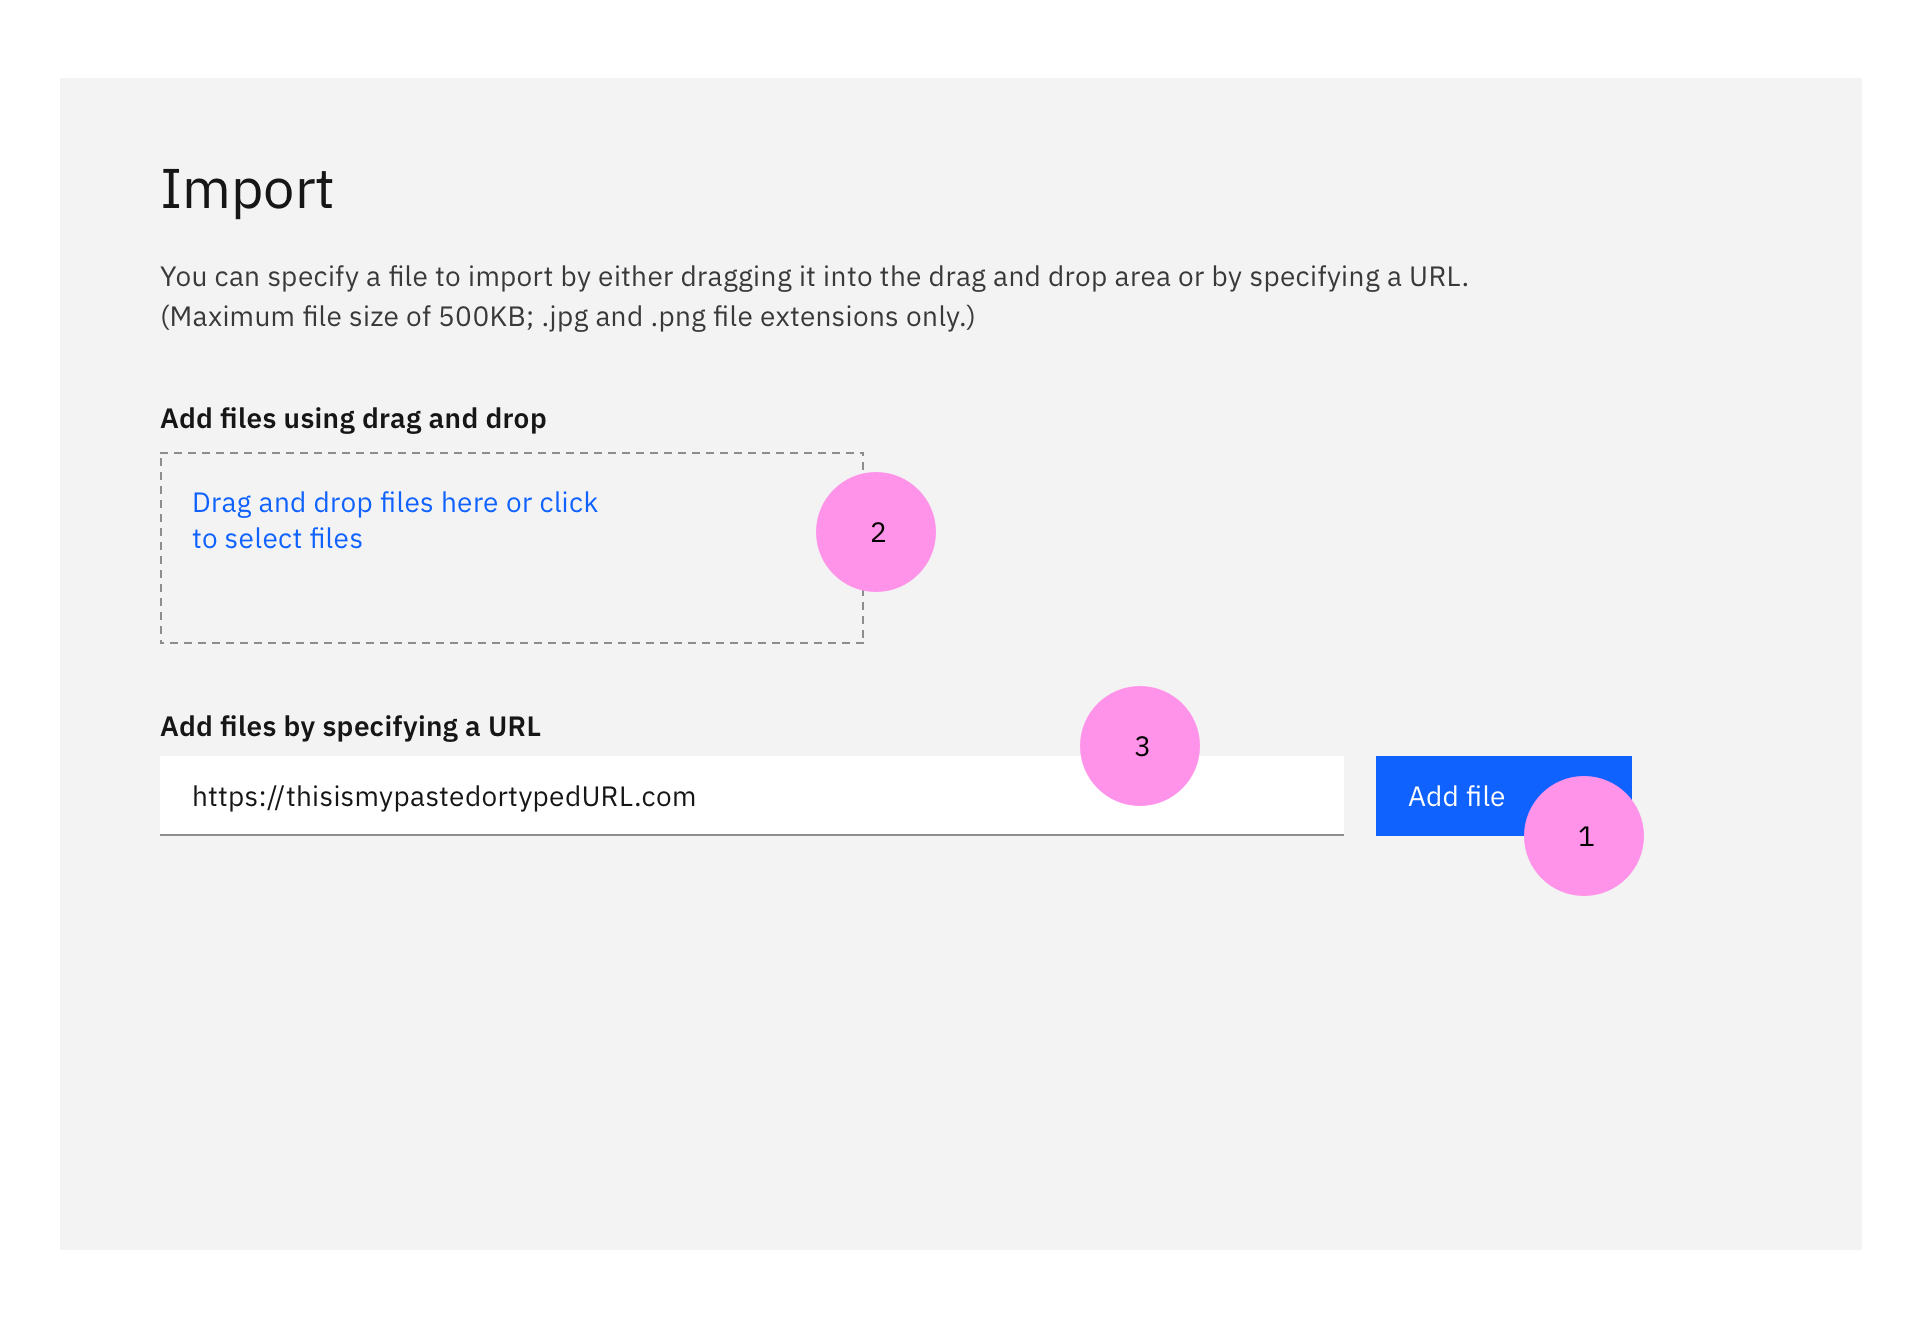 Import
You can specify a file to import by either dragging it into the drag and drop area or by specifying a URL.
(Maximum file size of 500KB; .jpg and .png file extensions only.)
Add files using drag and drop
Drag and drop files here or click
to select files
2
Add files by specifying a URL
3
https://thisismypastedortypedURL.com
Add file
1